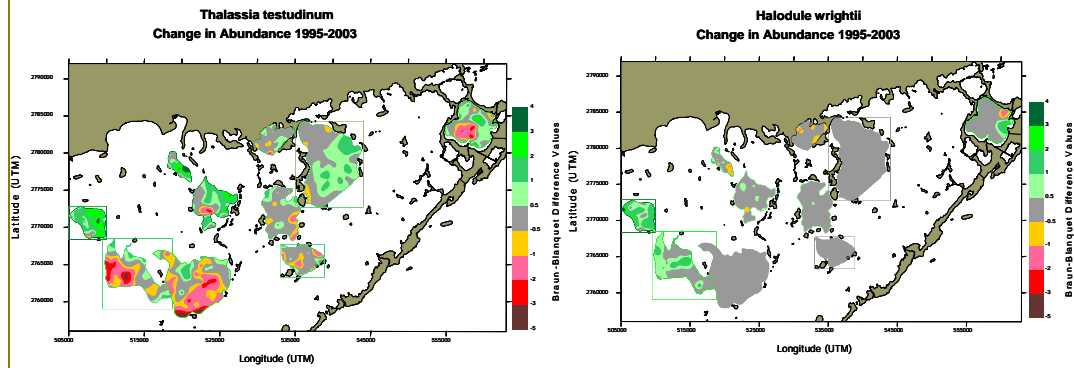 Thalassia testudinum
Change in Abundance 1995-2003
Latitude (UTM)
2790000
2785000
2780000
2775000
2770000
2765000
2760000
505000 515000 525000 535000 545000 555000
Longitude (UTM)
4
3
2
1
0.5
-0.5
-1
-2
-3
-5
Braun-Blanquet Difference Values
Halodule wrightii
Change in Abundance 1995-2003
Latitude (UTM)
2790000
2785000
2780000
2775000
2770000
2765000
2760000
505000 515000 525000 535000 545000 555000
Longitude (UTM)
4
3
2
1
0.5
-0.5
-1
-2
-3
-5
Braun-Blanquet Difference Values